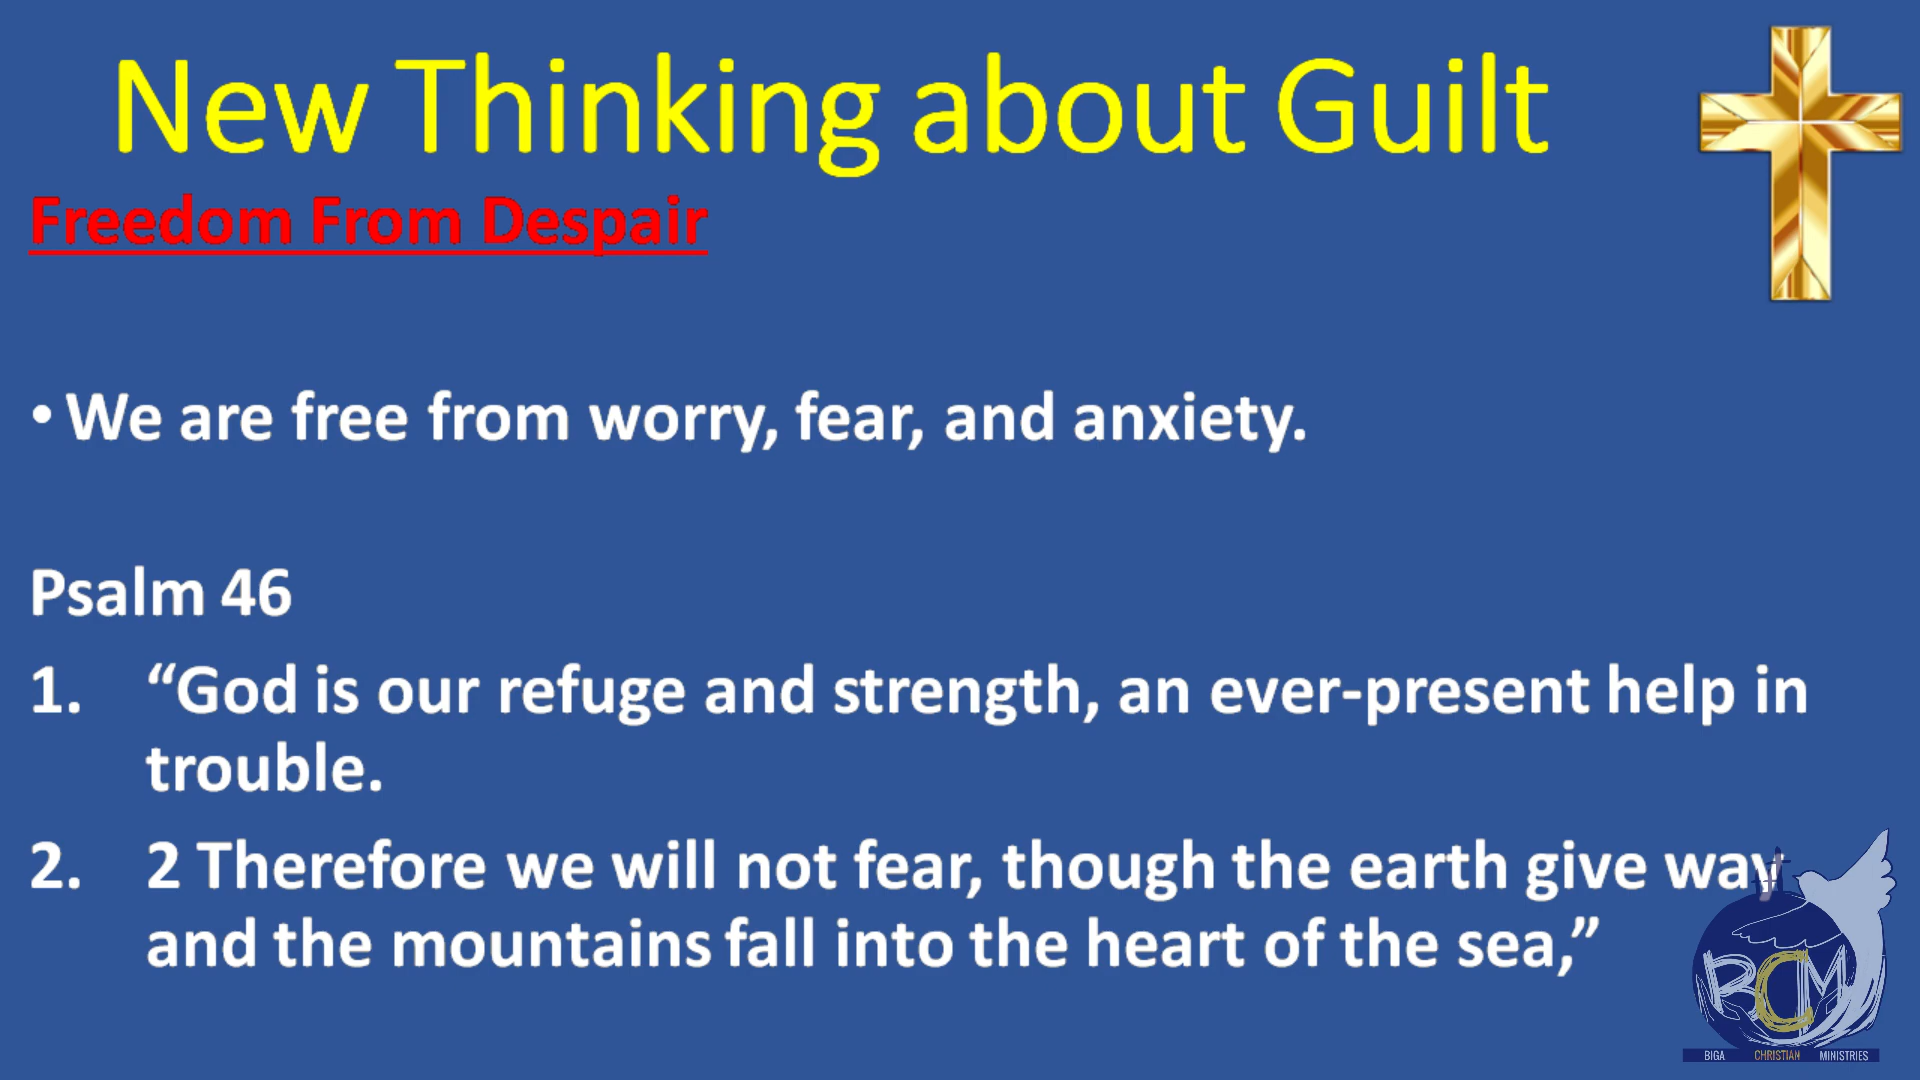 New Thinking about Guilt
Freedom From Despair
• We are free from worry, fear, and anxiety.
Psalm 46
1. “God is our refuge and strength, an ever-present help in
trouble.
2. 2 Therefore we will not fear, though the earth give way
and the mountains fall into the heart of the sea,”
BCM
BIGA CHRISTIAN MINISTRIES